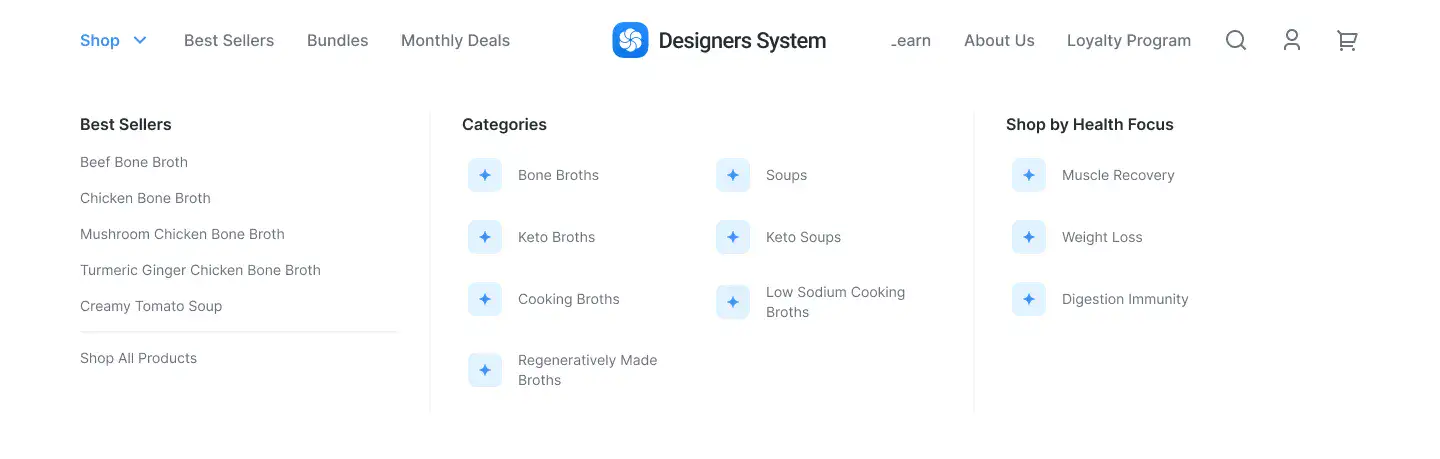 Shop
Best Sellers
Bundles
Monthly Deals
Designers System
earn
About Us
Loyalty Program
Best Sellers
Beef Bone Broth
Chicken Bone Broth
Mushroom Chicken Bone Broth
Turmeric Ginger Chicken Bone Broth
Creamy Tomato Soup
Shop All Products
Categories
Bone Broths
Soups
Keto Broths
Keto Soups
Cooking Broths
Low Sodium Cooking
Broths
Regeneratively Made
Broths
Shop by Health Focus
Muscle Recovery
Weight Loss
Digestion Immunity